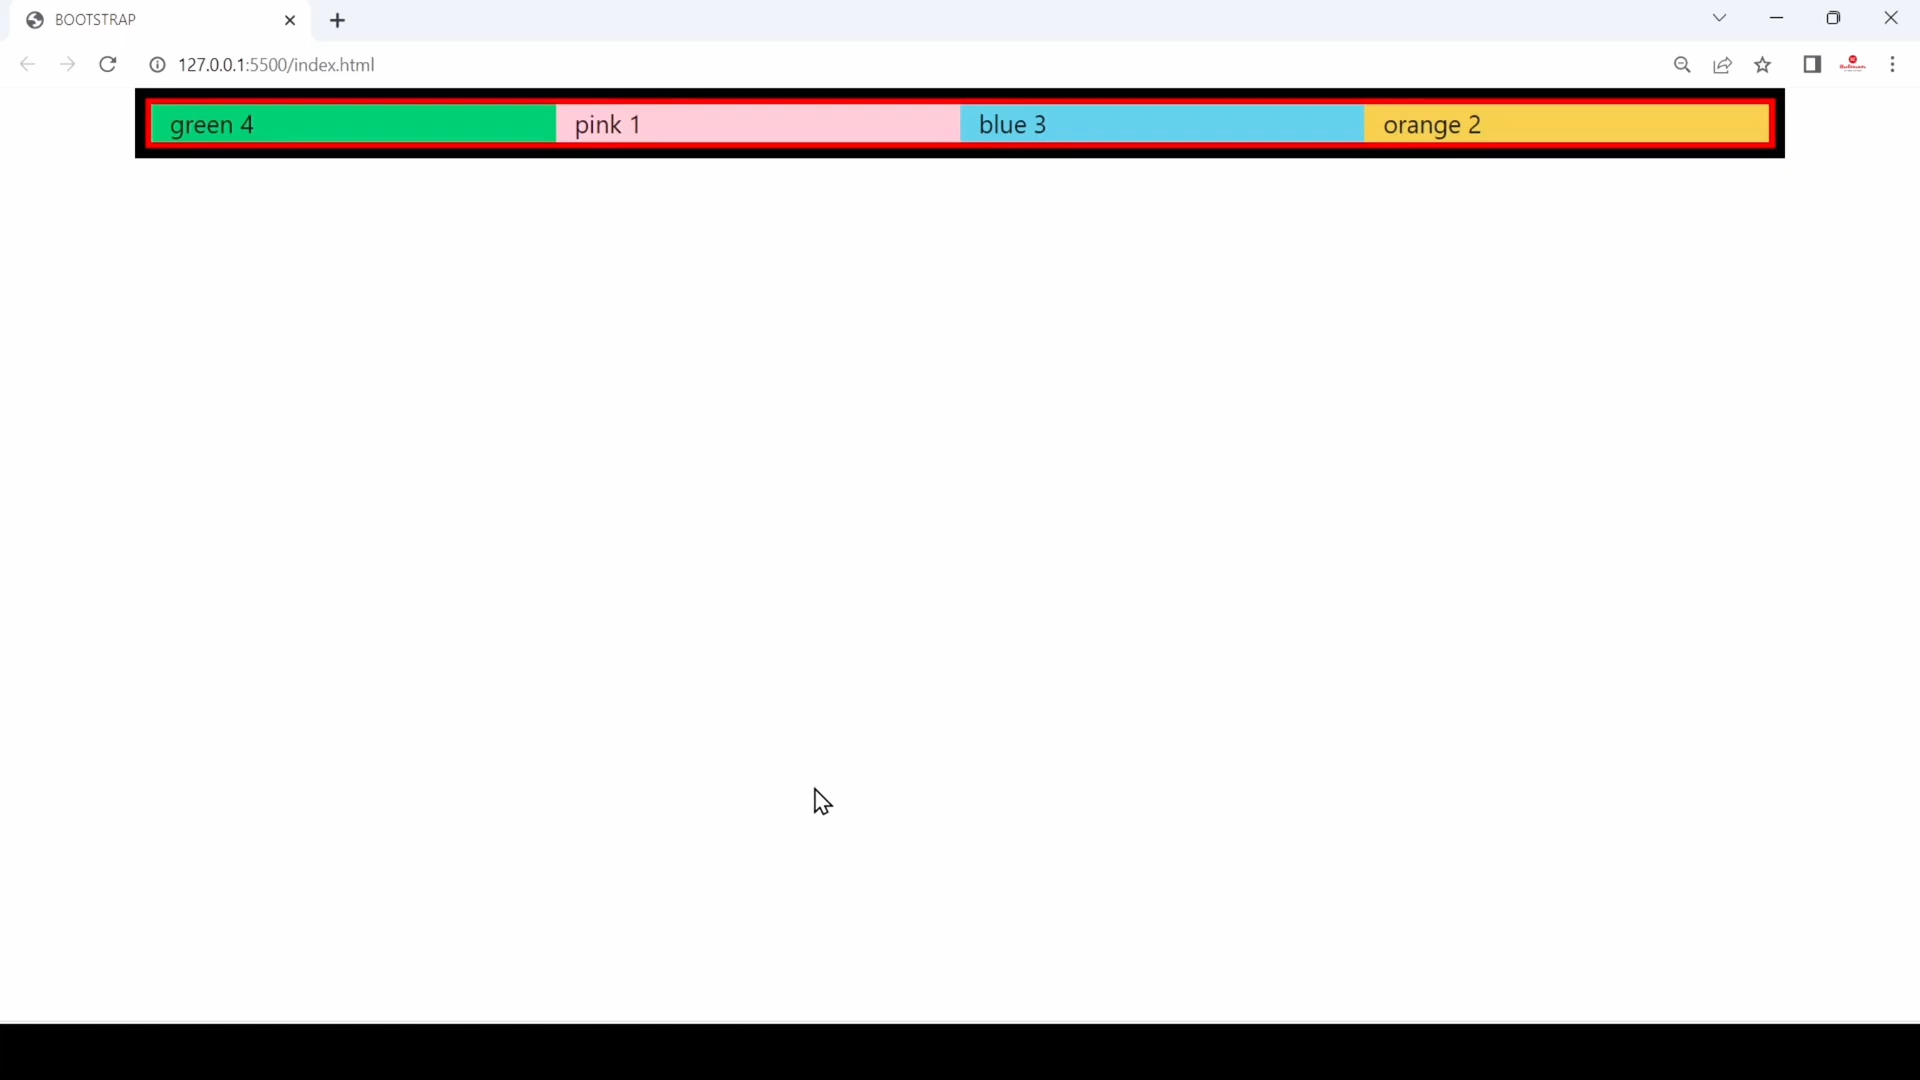 BOOTSTRAP
127.0.0.1:5500/index.html
green 4 pink 1 blue 3 orange 2